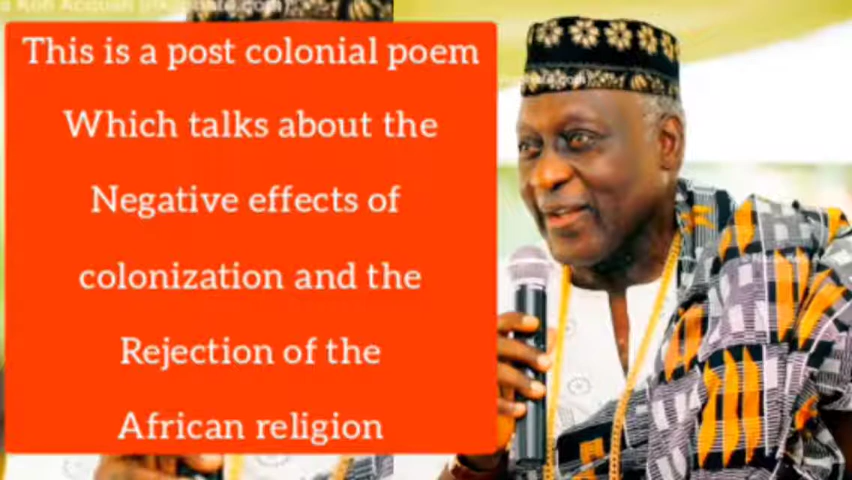 This is a post colonial poem
Which talks about the
Negative effects of
colonization and the
Rejection of the
African religion